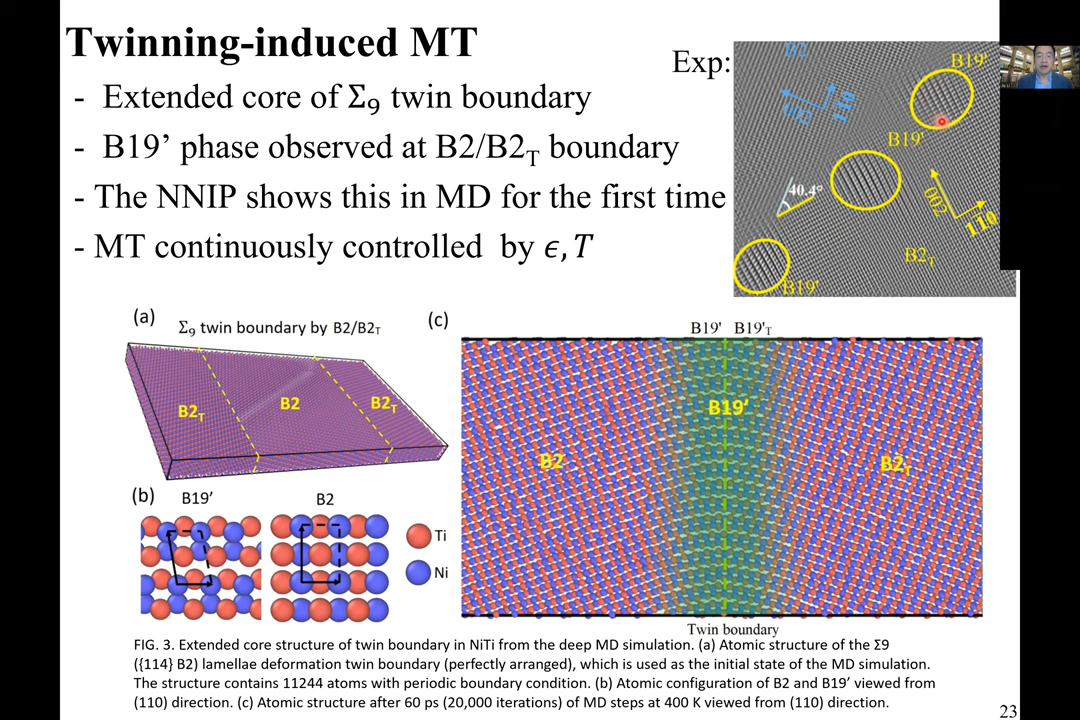 Twinning-induced MT
- Extended core of Σ9 twin boundary
- B19’ phase observed at B2/B2T boundary
- The NNIP shows this in MD for the first time
- MT continuously controlled by ϵ, T
Exp:
B2
B19'
002
110
B19'
40.4°
002
110
B2T
B19'
(a)
Σ9 twin boundary by B2/B2T
B2T
B2
B2T
(b)
B19’
B2
Ti
Ni
(c)
B19' B19'T
B19‘
B2
B2T
Twin boundary
FIG. 3. Extended core structure of twin boundary in NiTi from the deep MD simulation. (a) Atomic structure of the Σ9
({114} B2) lamellae deformation twin boundary (perfectly arranged), which is used as the initial state of the MD simulation.
The structure contains 11244 atoms with periodic boundary condition. (b) Atomic configuration of B2 and B19’ viewed from
(110) direction. (c) Atomic structure after 60 ps (20,000 iterations) of MD steps at 400 K viewed from (110) direction.
23